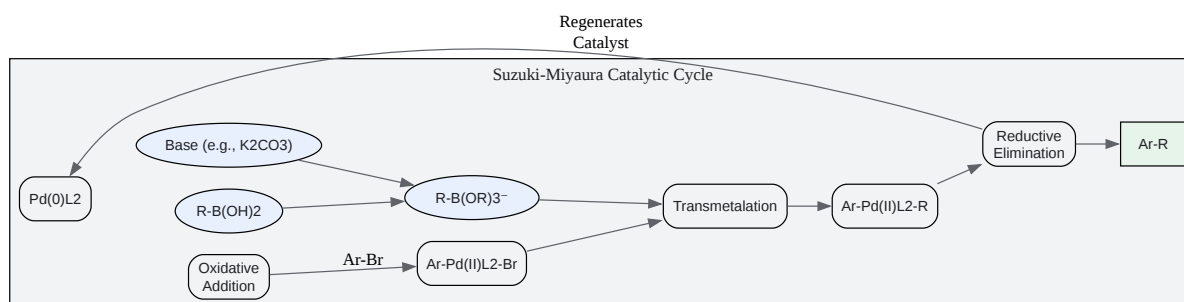 Regenerates
Catalyst
Suzuki-Miyaura Catalytic Cycle
Base (e.g., K2CO3)
Reductive
Elimination
Ar-R
Pd(0)L2
R-B(OH)2
R-B(OR)3⁻
Transmetalation
Ar-Pd(II)L2-R
Oxidative
Addition
Ar-Br
Ar-Pd(II)L2-Br